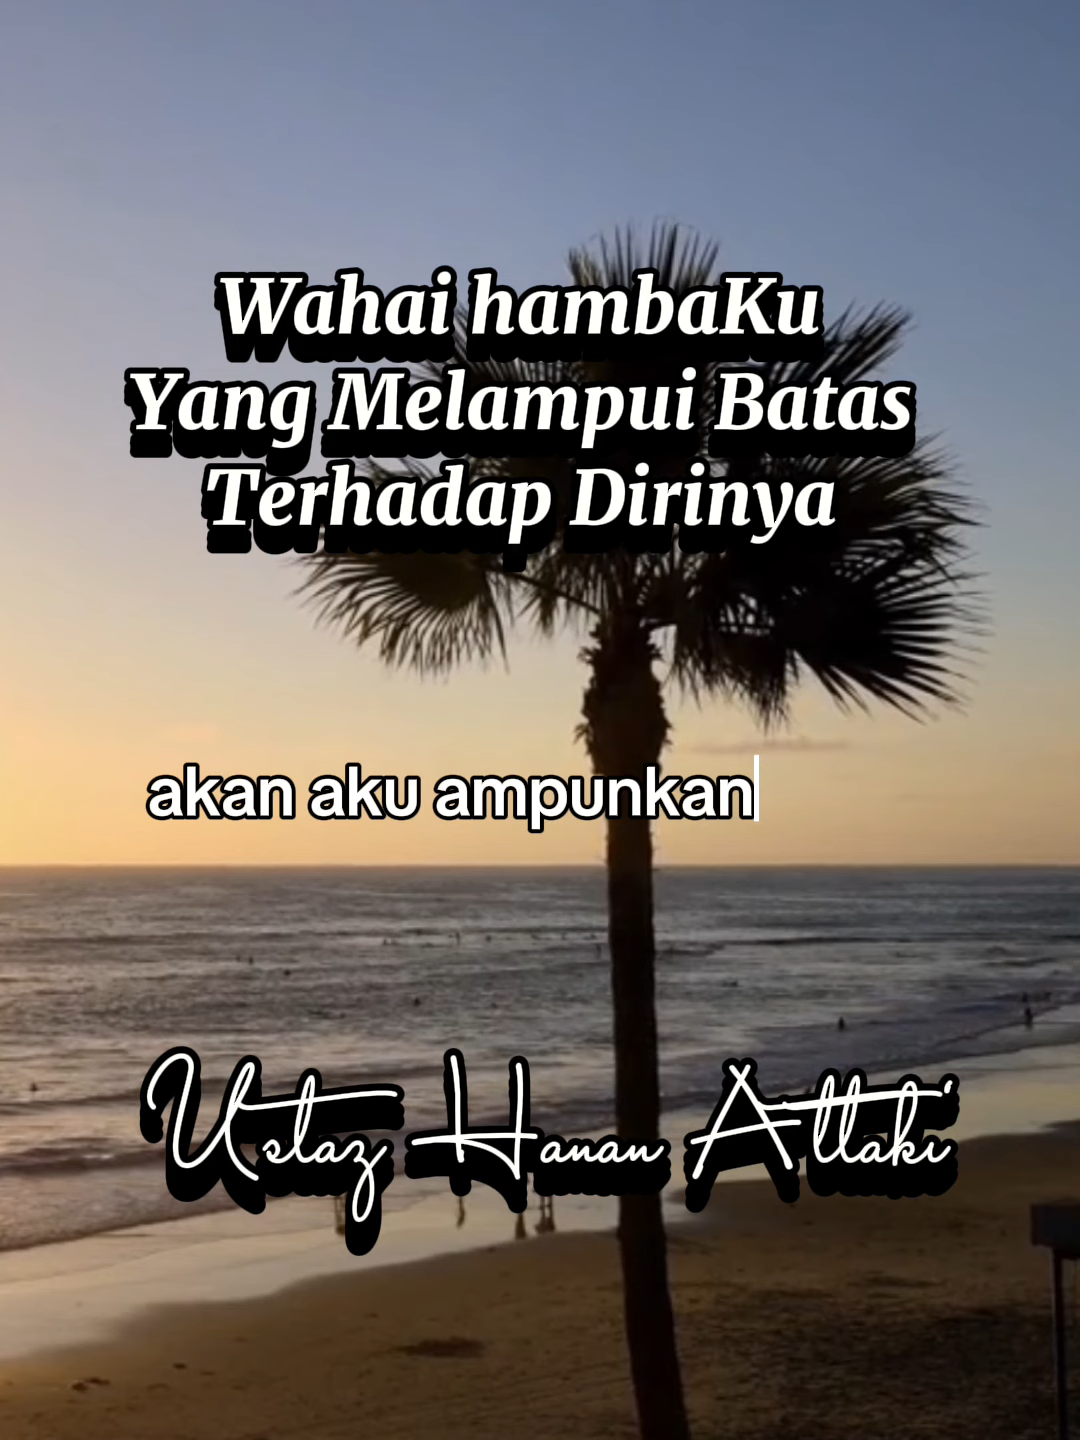 Wahai hambaKu
Yang Melampui Batas
Terhadap Dirinya
akan aku ampunkan
Ustaz Hanan Attaki